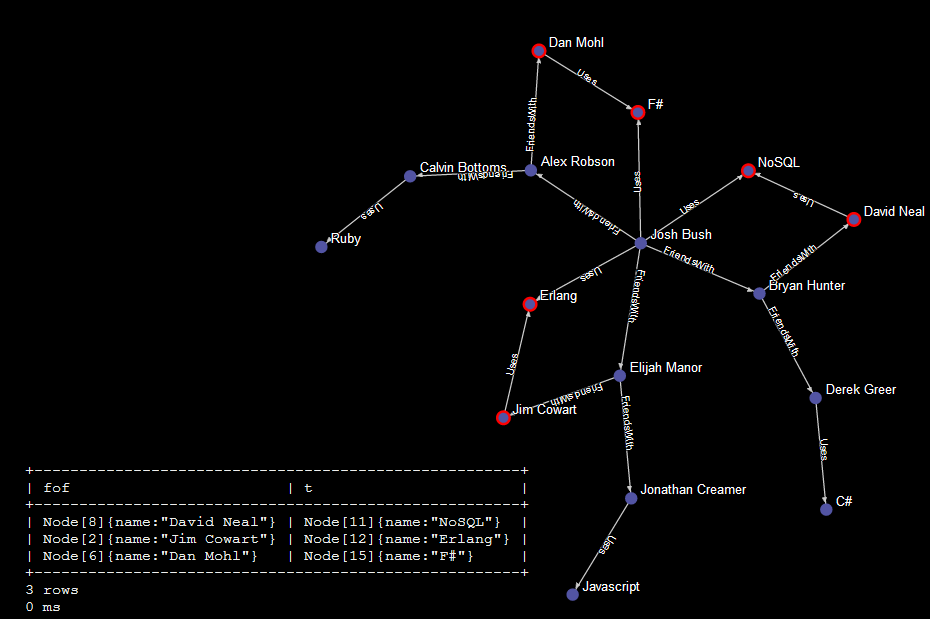 Dan Mohl
Uses
F#
FriendsWith
Calvin Bottoms
FriendsWith
Alex Robson
NoSQL
Uses
Uses
Uses
Uses
David Neal
FriendsWith
Ruby
Josh Bush
FriendsWith
FriendsWith
Uses
Bryan Hunter
Erlang
FriendsWith
FriendsWith
Uses
Elijah Manor
FriendsWith
Derek Greer
Jim Cowart
FriendsWith
Uses
Jonathan Creamer
C#
Uses
Javascript
+------------------------------------------------------+
| fof                        | t                       |
+------------------------------------------------------+
| Node[8]{name:"David Neal"} | Node[11]{name:"NoSQL"}  |
| Node[2]{name:"Jim Cowart"} | Node[12]{name:"Erlang"} |
| Node[6]{name:"Dan Mohl"}   | Node[15]{name:"F#"}     |
+------------------------------------------------------+
3 rows
0 ms